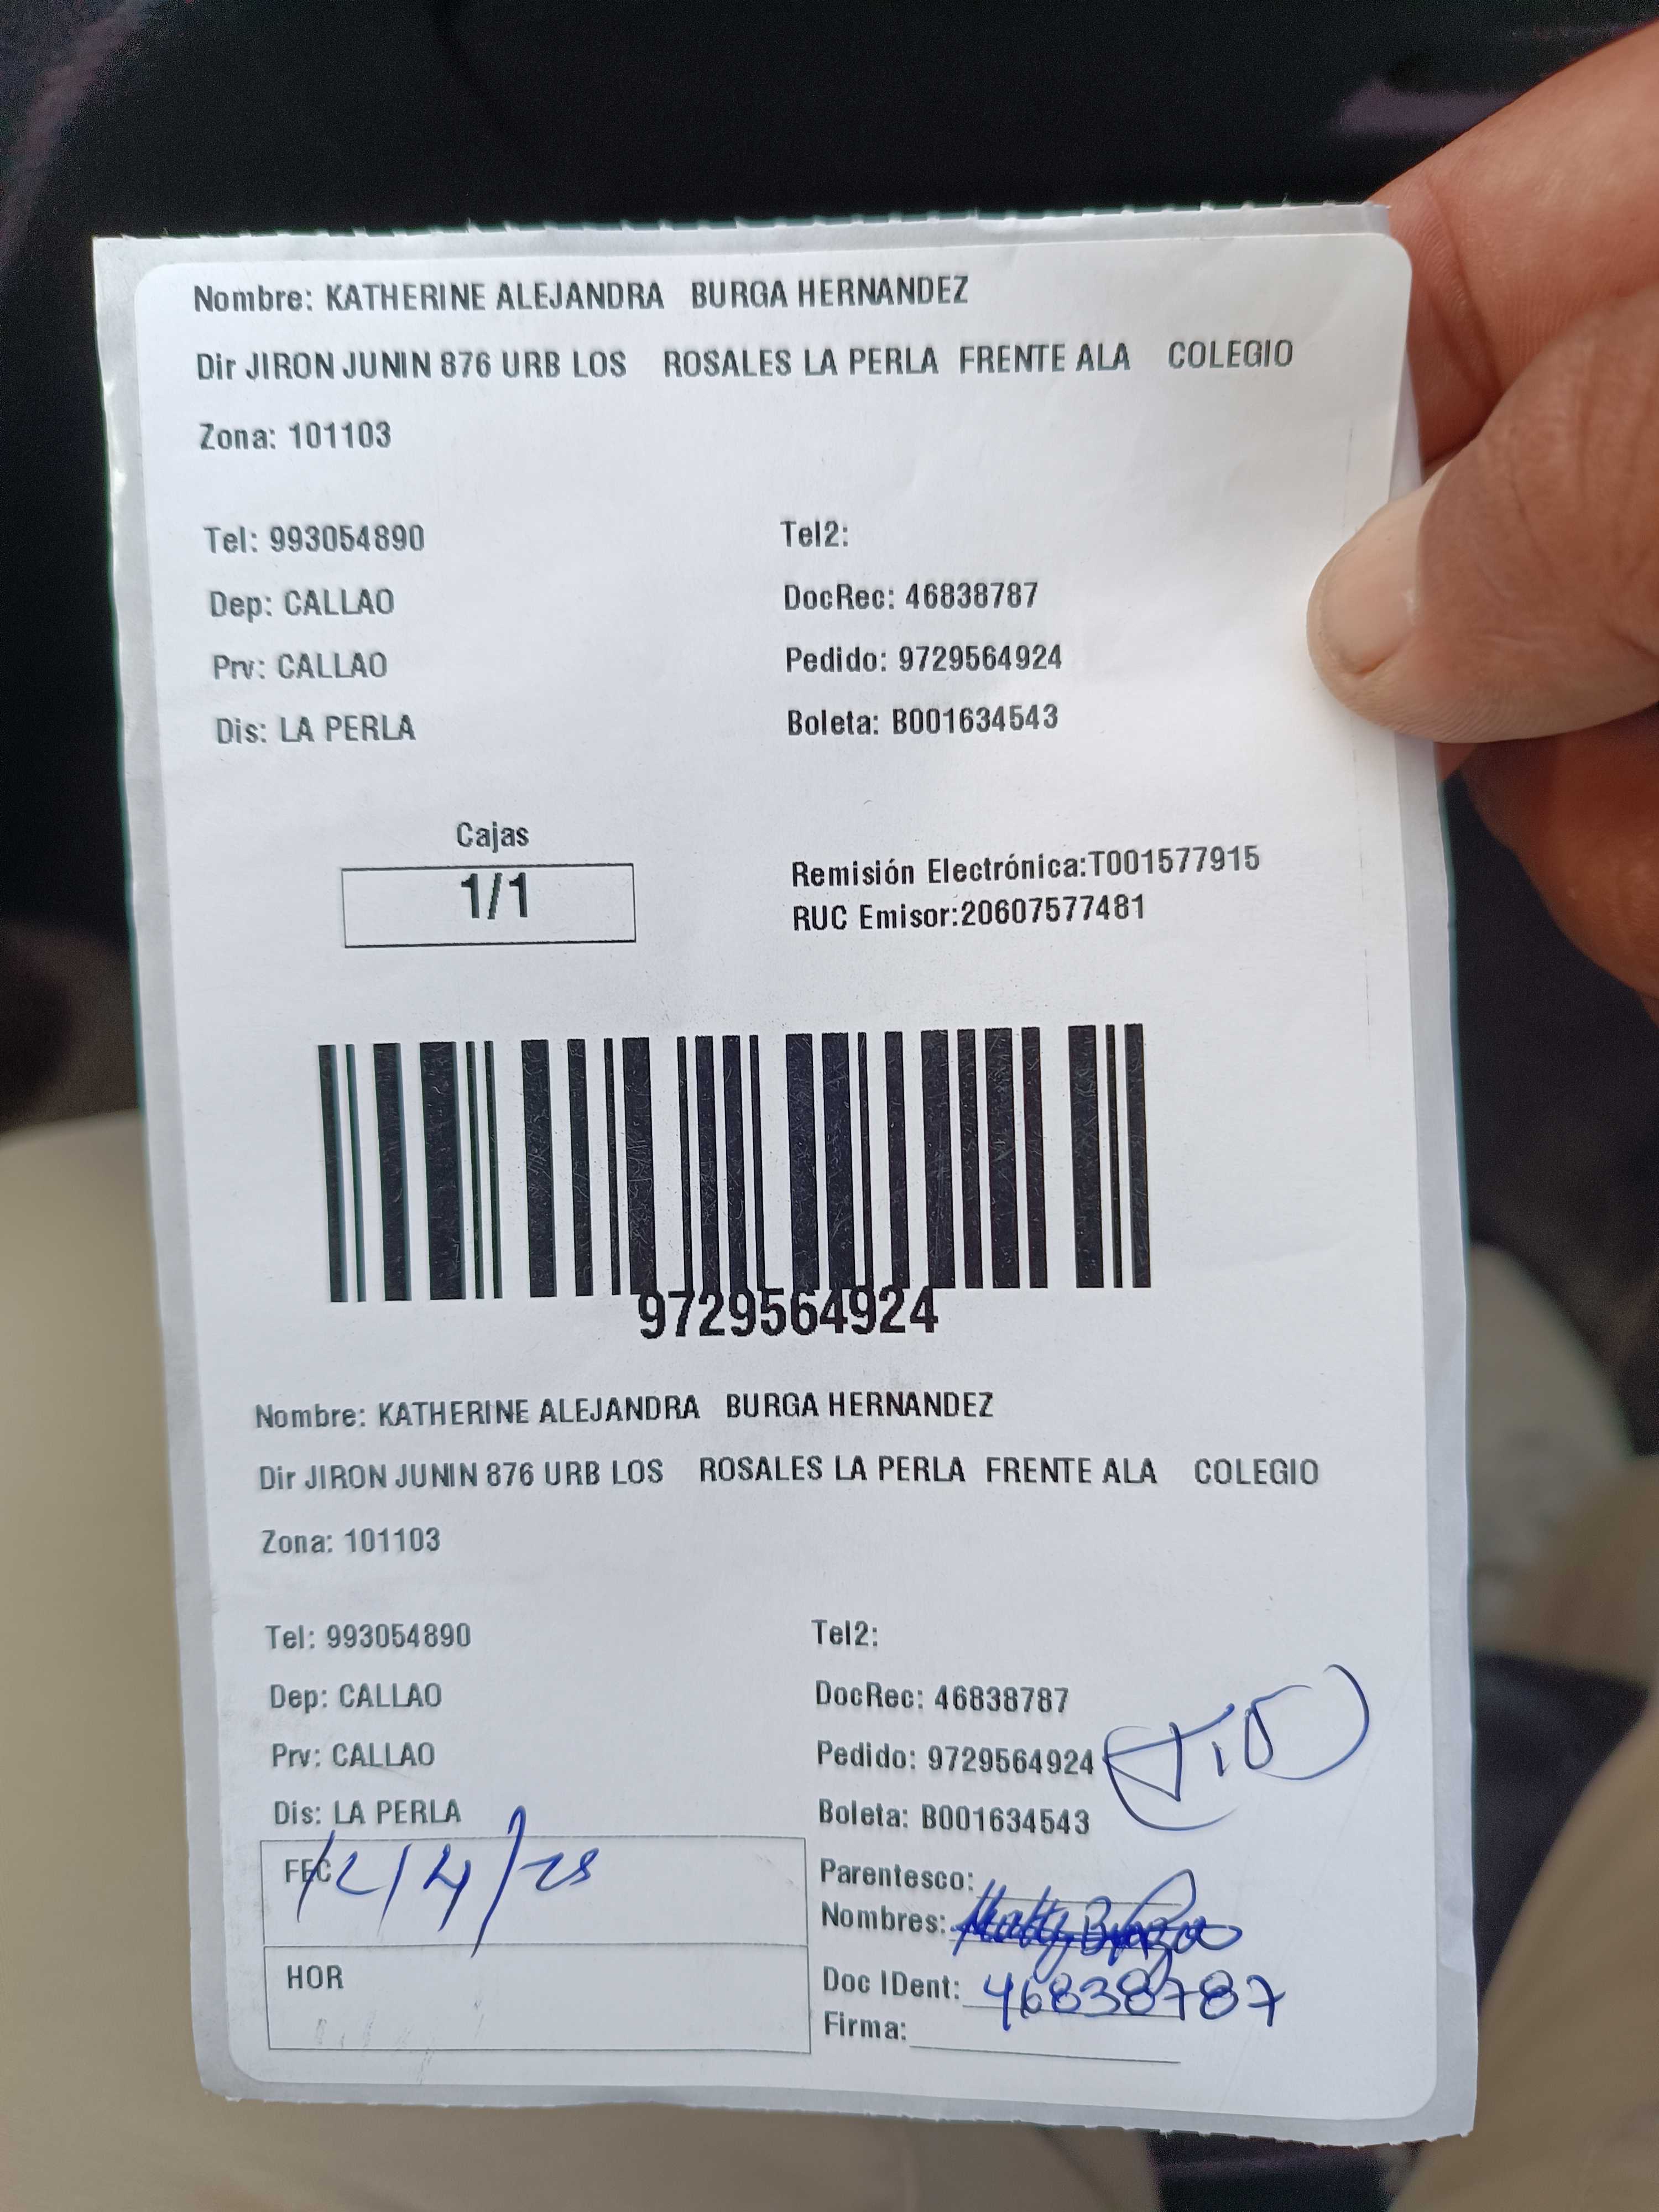 Nombre: KATHERINE ALEJANDRA BURGA HERNANDEZ
Dir JIRON JUNIN 876 URB LOS ROSALES LA PERLA FRENTE ALA COLEGIO
Zona: 101103
Tel: 993054890 Tel2:
Dep: CALLAO DocRec: 46838787
Prv: CALLAO Pedido: 9729564924
Dis: LA PERLA Boleta: B001634543
Cajas
1/1
Remisión Electrónica:T001577915
RUC Emisor:20607577481
9729564924
Nombre: KATHERINE ALEJANDRA BURGA HERNANDEZ
Dir JIRON JUNIN 876 URB LOS ROSALES LA PERLA FRENTE ALA COLEGIO
Zona: 101103
Tel: 993054890 Tel2:
Dep: CALLAO DocRec: 46838787
Prv: CALLAO Pedido: 9729564924
Dis: LA PERLA Boleta: B001634543
FEC
Parentesco:
Nombres:
HOR
Doc IDent: 46838787
Firma: